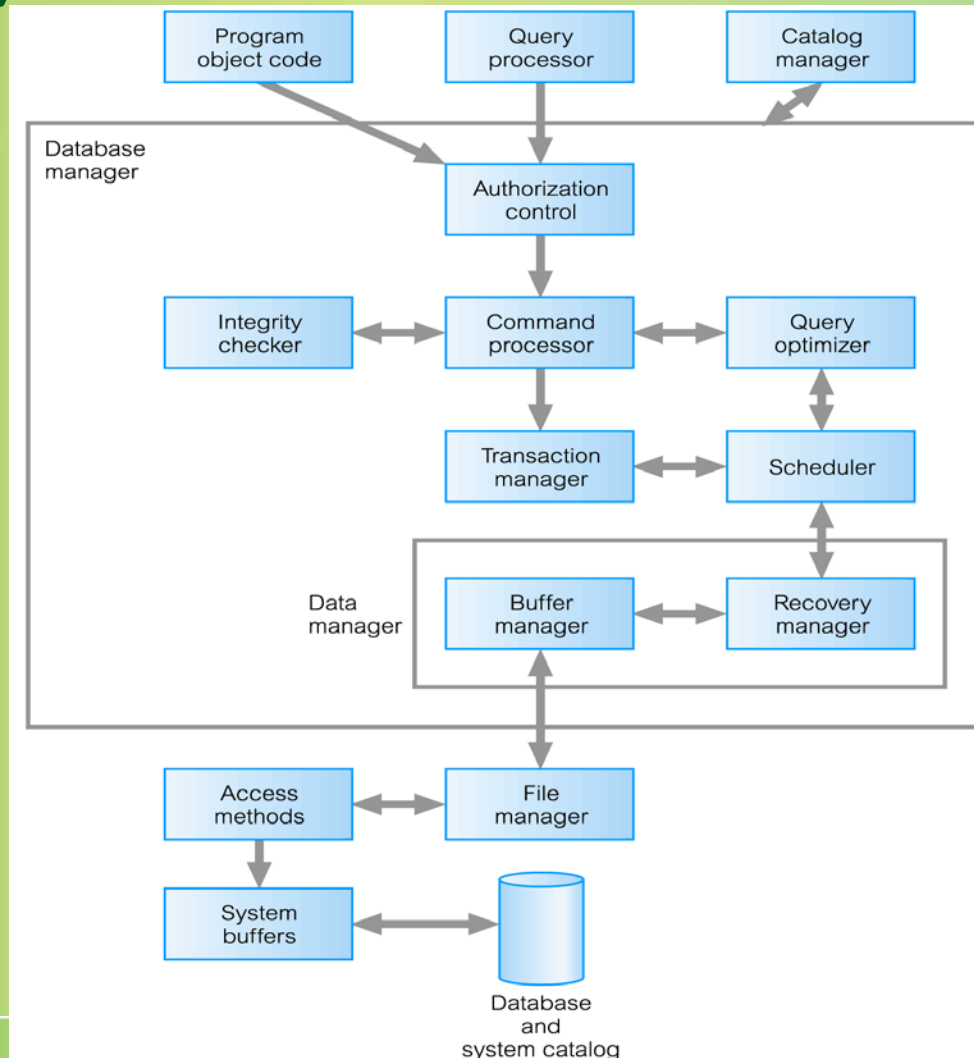 Program
object code
Query
processor
Catalog
manager
Database
manager
Authorization
control
Integrity
checker
Command
processor
Query
optimizer
Transaction
manager
Scheduler
Data
manager
Buffer
manager
Recovery
manager
Access
methods
File
manager
System
buffers
Database
and
system catalog